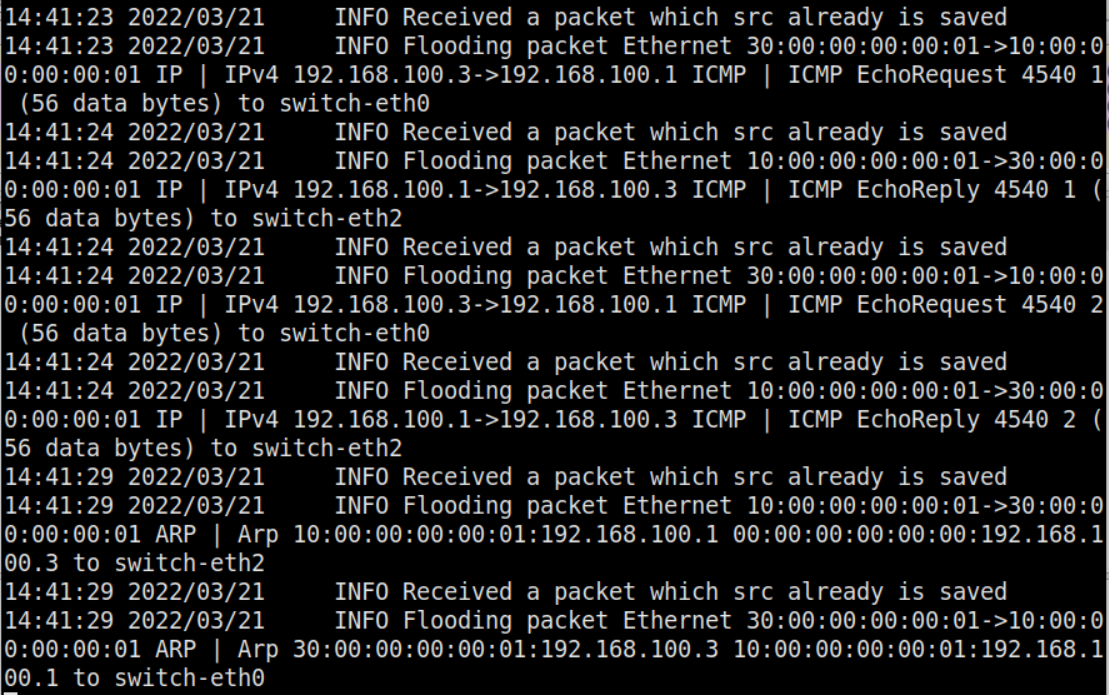 14:41:23 2022/03/21     INFO Received a packet which src already is saved
14:41:23 2022/03/21     INFO Flooding packet Ethernet 30:00:00:00:00:01->10:00:0
0:00:00:01 IP | IPv4 192.168.100.3->192.168.100.1 ICMP | ICMP EchoRequest 4540 1
 (56 data bytes) to switch-eth0
14:41:24 2022/03/21     INFO Received a packet which src already is saved
14:41:24 2022/03/21     INFO Flooding packet Ethernet 10:00:00:00:00:01->30:00:0
0:00:00:01 IP | IPv4 192.168.100.1->192.168.100.3 ICMP | ICMP EchoReply 4540 1 (
56 data bytes) to switch-eth2
14:41:24 2022/03/21     INFO Received a packet which src already is saved
14:41:24 2022/03/21     INFO Flooding packet Ethernet 30:00:00:00:00:01->10:00:0
0:00:00:01 IP | IPv4 192.168.100.3->192.168.100.1 ICMP | ICMP EchoRequest 4540 2
 (56 data bytes) to switch-eth0
14:41:24 2022/03/21     INFO Received a packet which src already is saved
14:41:24 2022/03/21     INFO Flooding packet Ethernet 10:00:00:00:00:01->30:00:0
0:00:00:01 IP | IPv4 192.168.100.1->192.168.100.3 ICMP | ICMP EchoReply 4540 2 (
56 data bytes) to switch-eth2
14:41:29 2022/03/21     INFO Received a packet which src already is saved
14:41:29 2022/03/21     INFO Flooding packet Ethernet 10:00:00:00:00:01->30:00:0
0:00:00:01 ARP | Arp 10:00:00:00:00:01:192.168.100.1 00:00:00:00:00:00:192.168.1
00.3 to switch-eth2
14:41:29 2022/03/21     INFO Received a packet which src already is saved
14:41:29 2022/03/21     INFO Flooding packet Ethernet 30:00:00:00:00:01->10:00:0
0:00:00:01 ARP | Arp 30:00:00:00:00:01:192.168.100.3 10:00:00:00:00:01:192.168.1
00.1 to switch-eth0